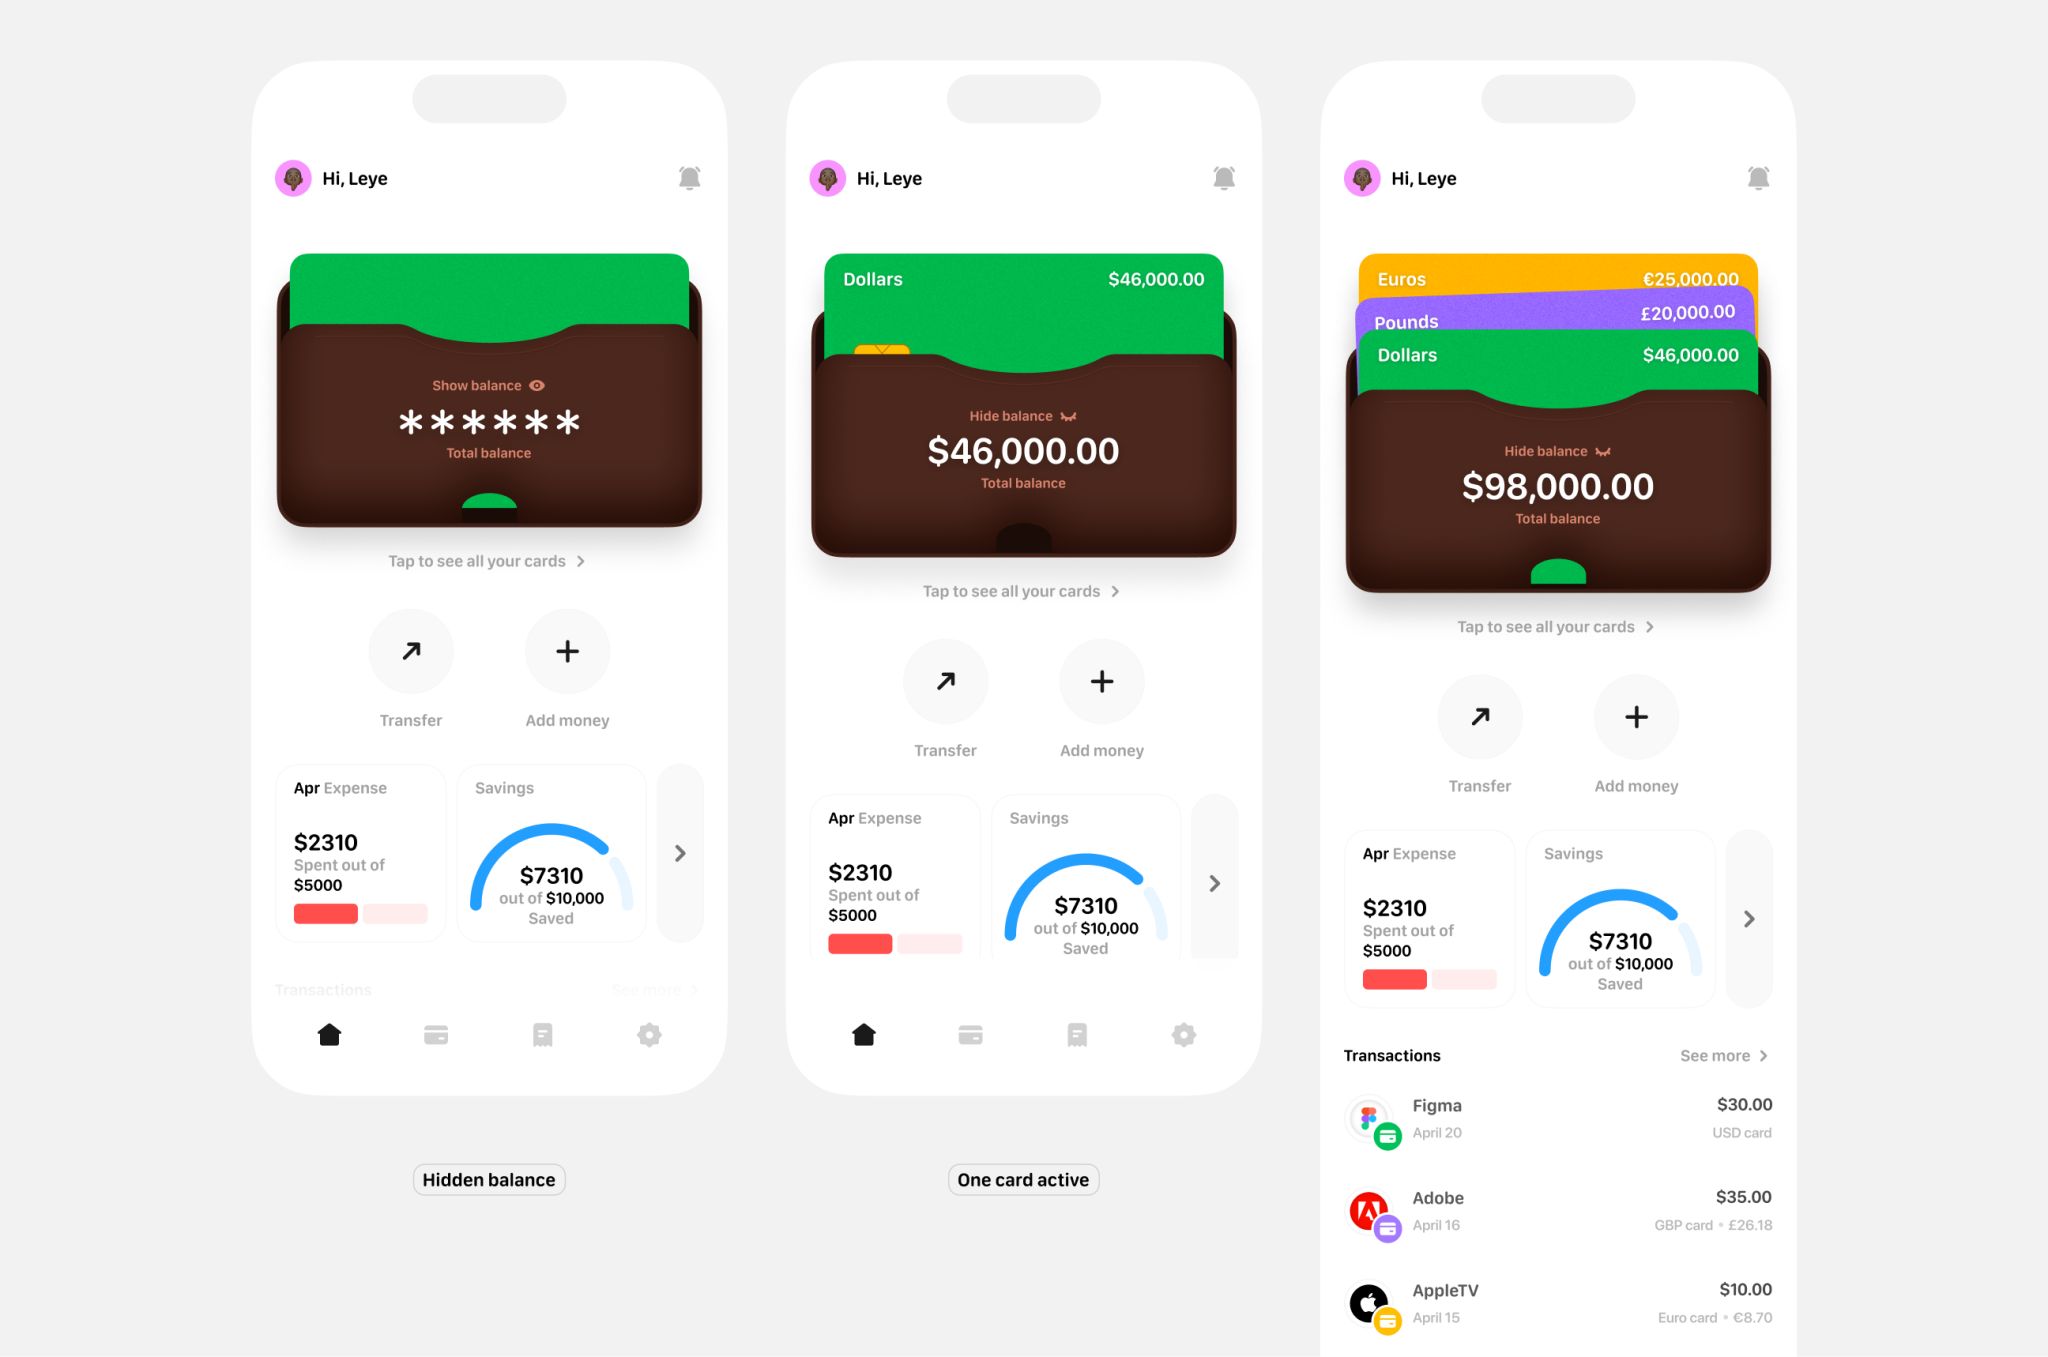 Hi, Leye
Show balance
******
Total balance
Tap to see all your cards
Transfer
Add money
Apr Expense
$2310
Spent out of
$5000
Savings
$7310
out of $10,000
Saved
Transactions
See more
Hidden balance
Hi, Leye
Dollars
$46,000.00
Hide balance
$46,000.00
Total balance
Tap to see all your cards
Transfer
Add money
Apr Expense
$2310
Spent out of
$5000
Savings
$7310
out of $10,000
Saved
One card active
Hi, Leye
Euros
€25,000.00
Pounds
£20,000.00
Dollars
$46,000.00
Hide balance
$98,000.00
Total balance
Tap to see all your cards
Transfer
Add money
Apr Expense
$2310
Spent out of
$5000
Savings
$7310
out of $10,000
Saved
Transactions
See more
Figma
$30.00
April 20
USD card
Adobe
$35.00
April 16
GBP card • £26.18
AppleTV
$10.00
April 15
Euro card • €8.70